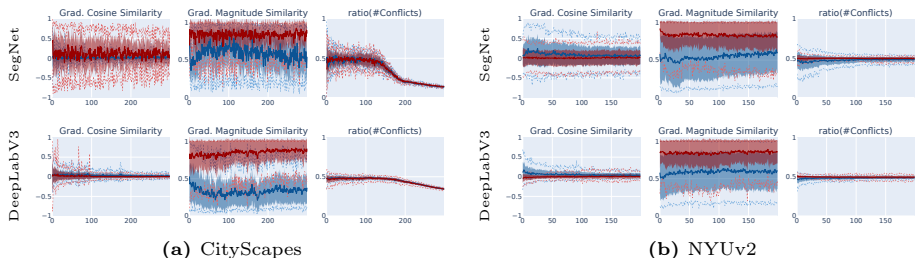 Grad. Cosine Similarity Grad. Magnitude Similarity ratio(#Conflicts) Grad. Cosine Similarity Grad. Magnitude Similarity ratio(#Conflicts)
SegNet 1 0.5 0 −0.5 −1 1 0.5 1 0.5 0 SegNet 1 0.5 0 −0.5 −1 1 0.5 1 0.5 0
0 100 200 0 100 200 0 100 200 0 50 100 150 0 50 100 150 0 50 100 150
Grad. Cosine Similarity Grad. Magnitude Similarity ratio(#Conflicts) Grad. Cosine Similarity Grad. Magnitude Similarity ratio(#Conflicts)
DeepLabV3 0.5 0 −1 1 0.5 1 0.5 0 DeepLabV3 0.5 0 −1 1 0.5 1 0.5 0
0 100 200 0 100 200 0 100 200 0 50 100 150 0 50 100 150 0 50 100 150
(a) CityScapes (b) NYUv2